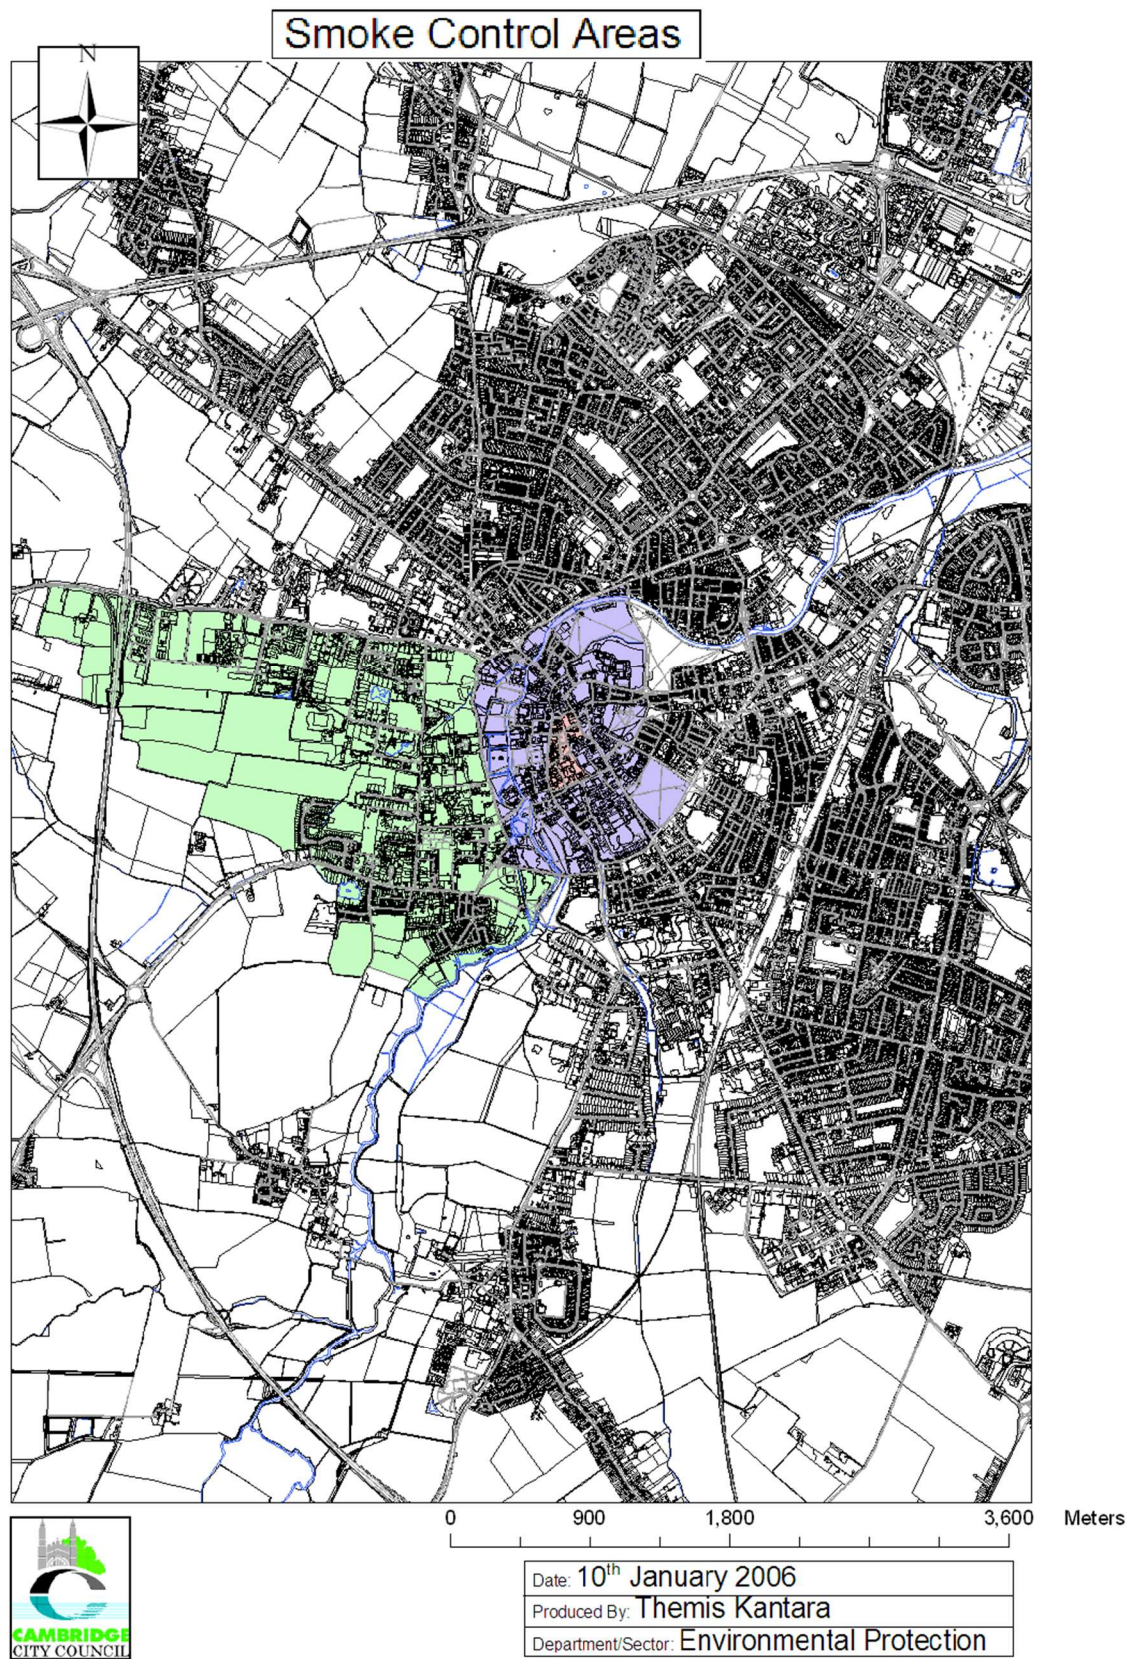 Smoke Control Areas
N
0 900 1,800 3,600 Meters
Date: 10th January 2006
Produced By: Themis Kantara
Department/Sector: Environmental Protection
CAMBRIDGE
CITY COUNCIL